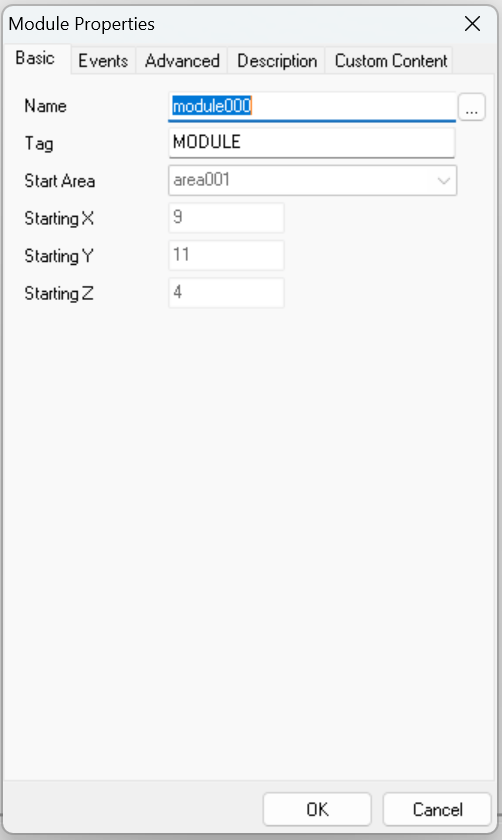 Module Properties
Basic Events Advanced Description Custom Content
Name module000 ...
Tag MODULE
Start Area area001
Starting X 9
Starting Y 11
Starting Z 4
OK Cancel